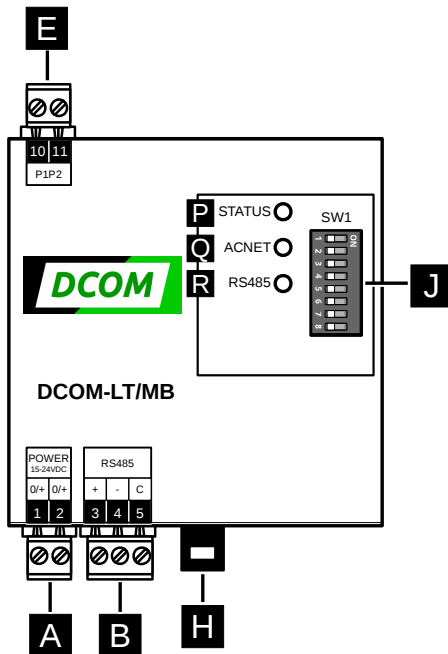 E
10 11
P1P2
P STATUS
SW1
Q ACNET
R RS485
ON
1
2
3
4
5
6
7
8
J
DCOM
DCOM-LT/MB
POWER
15-24VDC
RS485
0/+ 0/+ + - C
1 2 3 4 5
A B H